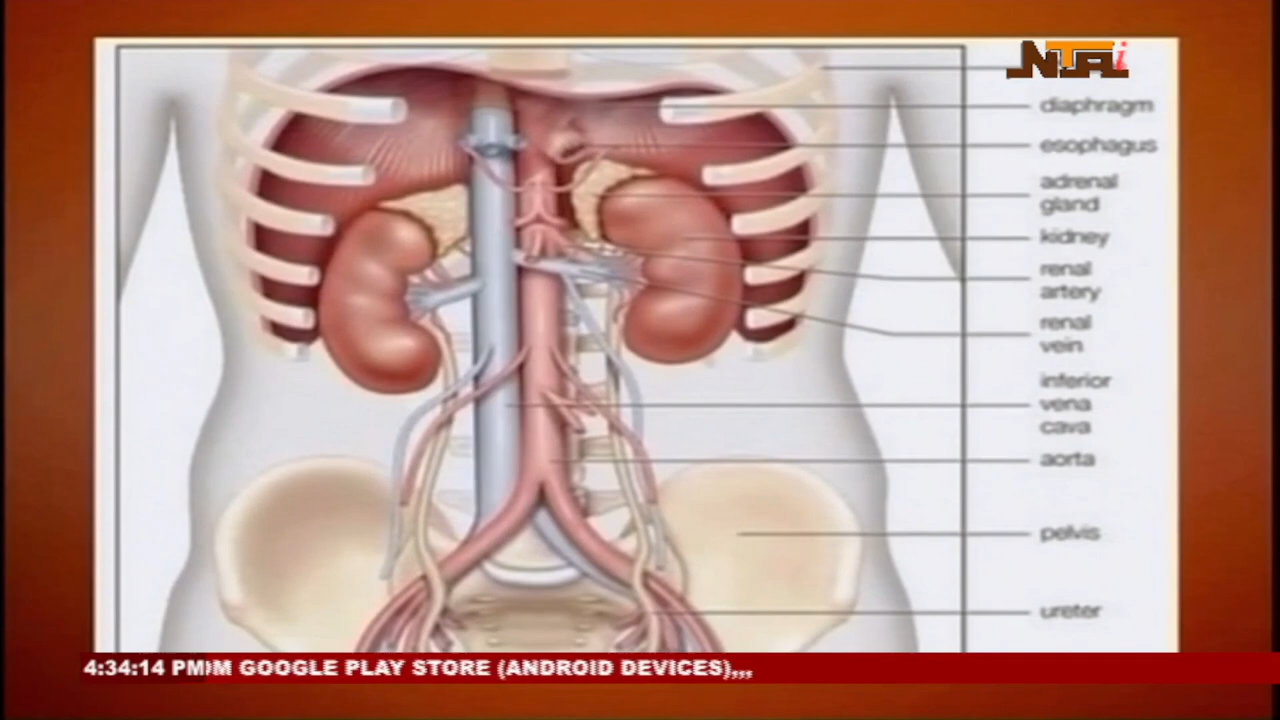 NTAi
diaphragm
esophagus
adrenal
gland
kidney
renal
artery
renal
vein
inferior
vena
cava
aorta
pelvis
ureter
4:34:14 PM OM GOOGLE PLAY STORE (ANDROID DEVICES),,,